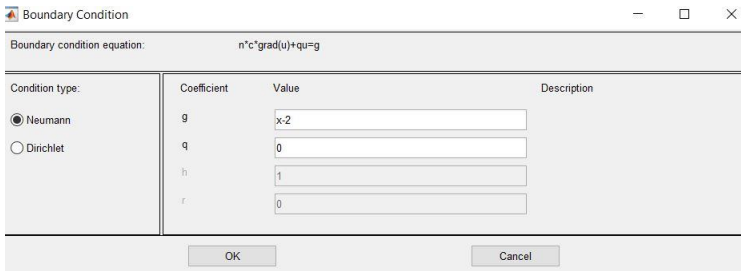 Boundary Condition
Boundary condition equation: n*c*grad(u)+qu=g
Condition type:
Neumann
Dirichlet
Coefficient Value Description
g x-2
q 0
h 1
r 0
OK Cancel